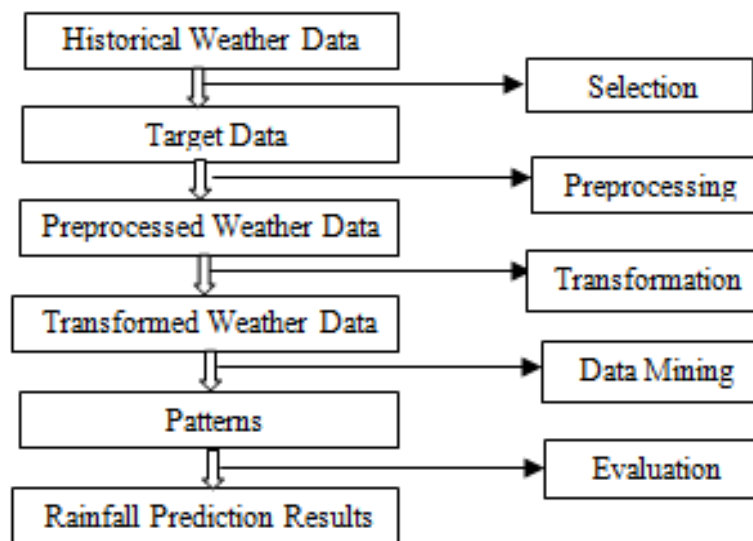 Historical Weather Data
Selection
Target Data
Preprocessing
Preprocessed Weather Data
Transformation
Transformed Weather Data
Data Mining
Patterns
Evaluation
Rainfall Prediction Results